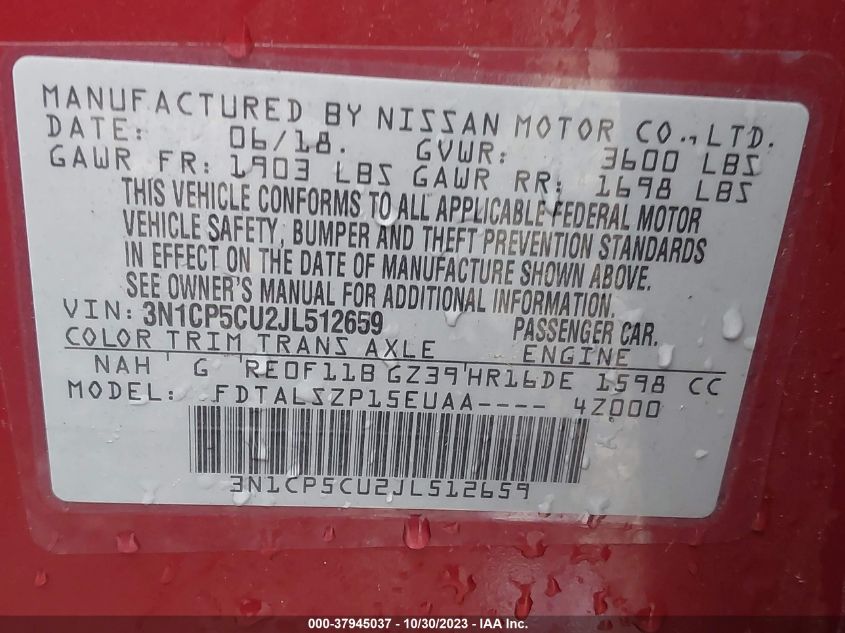 MANUFACTURED BY NISSAN MOTOR CO., LTD.
DATE: 06/18. GVWR: 3600 LBS
GAWR FR: 1903 LBS GAWR RR: 1698 LBS
THIS VEHICLE CONFORMS TO ALL APPLICABLE FEDERAL MOTOR
VEHICLE SAFETY, BUMPER AND THEFT PREVENTION STANDARDS
IN EFFECT ON THE DATE OF MANUFACTURE SHOWN ABOVE.
SEE OWNER'S MANUAL FOR ADDITIONAL INFORMATION.
VIN: 3N1CP5CU2JL512659 PASSENGER CAR.
COLOR TRIM TRANS AXLE ENGINE
NAH G RE0F11B GZ39 HR16DE 1598 CC
MODEL: FDTALSZP15EUAA---- 4Z000
3N1CP5CU2JL512659
000-37945037 - 10/30/2023 - IAA Inc.